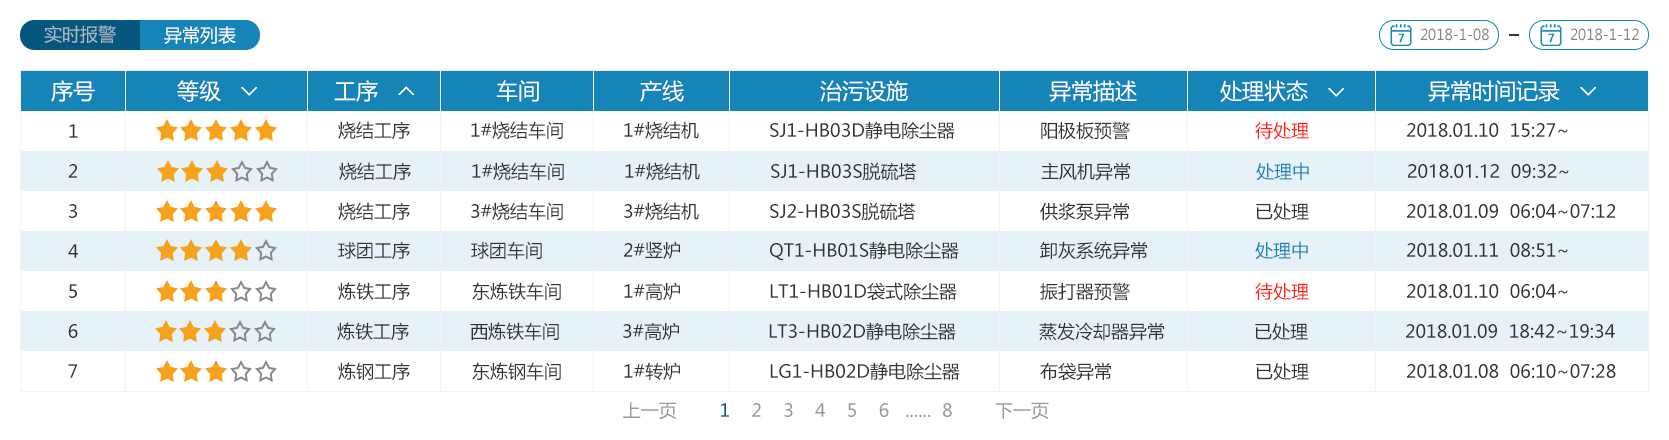 实时报警 异常列表 7 2018-1-08 – 7 2018-1-12
序号 等级 工序 车间 产线 治污设施 异常描述 处理状态 异常时间记录
1 烧结工序 1#烧结车间 1#烧结机 SJ1-HB03D静电除尘器 阳极板预警 待处理 2018.01.10 15:27~
2 烧结工序 1#烧结车间 1#烧结机 SJ1-HB03S脱硫塔 主风机异常 处理中 2018.01.12 09:32~
3 烧结工序 3#烧结车间 3#烧结机 SJ2-HB03S脱硫塔 供浆泵异常 已处理 2018.01.09 06:04~07:12
4 球团工序 球团车间 2#竖炉 QT1-HB01S静电除尘器 卸灰系统异常 处理中 2018.01.11 08:51~
5 炼铁工序 东炼铁车间 1#高炉 LT1-HB01D袋式除尘器 振打器预警 待处理 2018.01.10 06:04~
6 炼铁工序 西炼铁车间 3#高炉 LT3-HB02D静电除尘器 蒸发冷却器异常 已处理 2018.01.09 18:42~19:34
7 炼钢工序 东炼钢车间 1#转炉 LG1-HB02D静电除尘器 布袋异常 已处理 2018.01.08 06:10~07:28
上一页 1 2 3 4 5 6 ...... 8 下一页